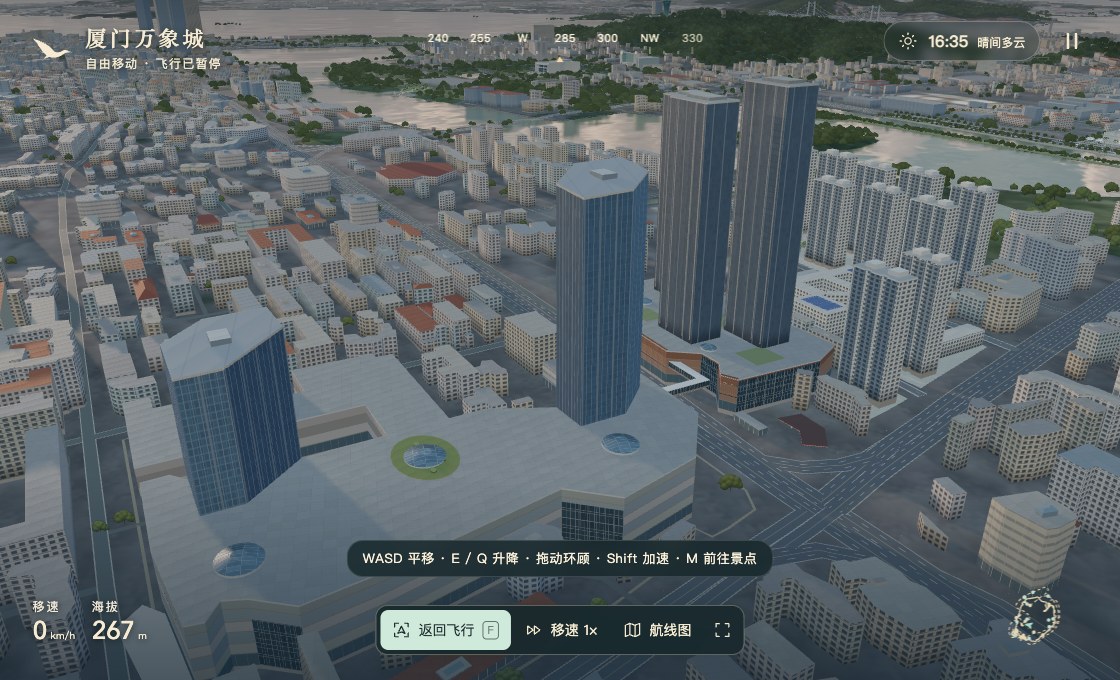 厦门万象城
自由移动 · 飞行已暂停
240 255 W 285 300 NW 330
16:35 晴间多云
WASD 平移 · E / Q 升降 · 拖动环顾 · Shift 加速 · M 前往景点
移速 海拔
0 km/h 267 m
A 返回飞行 F 移速 1x 航线图